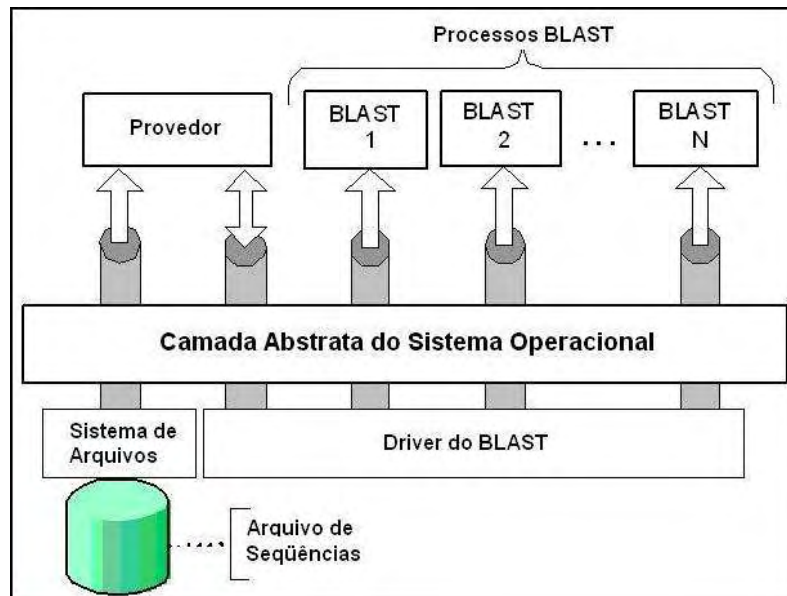 Processos BLAST
Provedor
BLAST
1
BLAST
2
...
BLAST
N
Camada Abstrata do Sistema Operacional
Sistema de
Arquivos
Driver do BLAST
Arquivo de
Seqüências